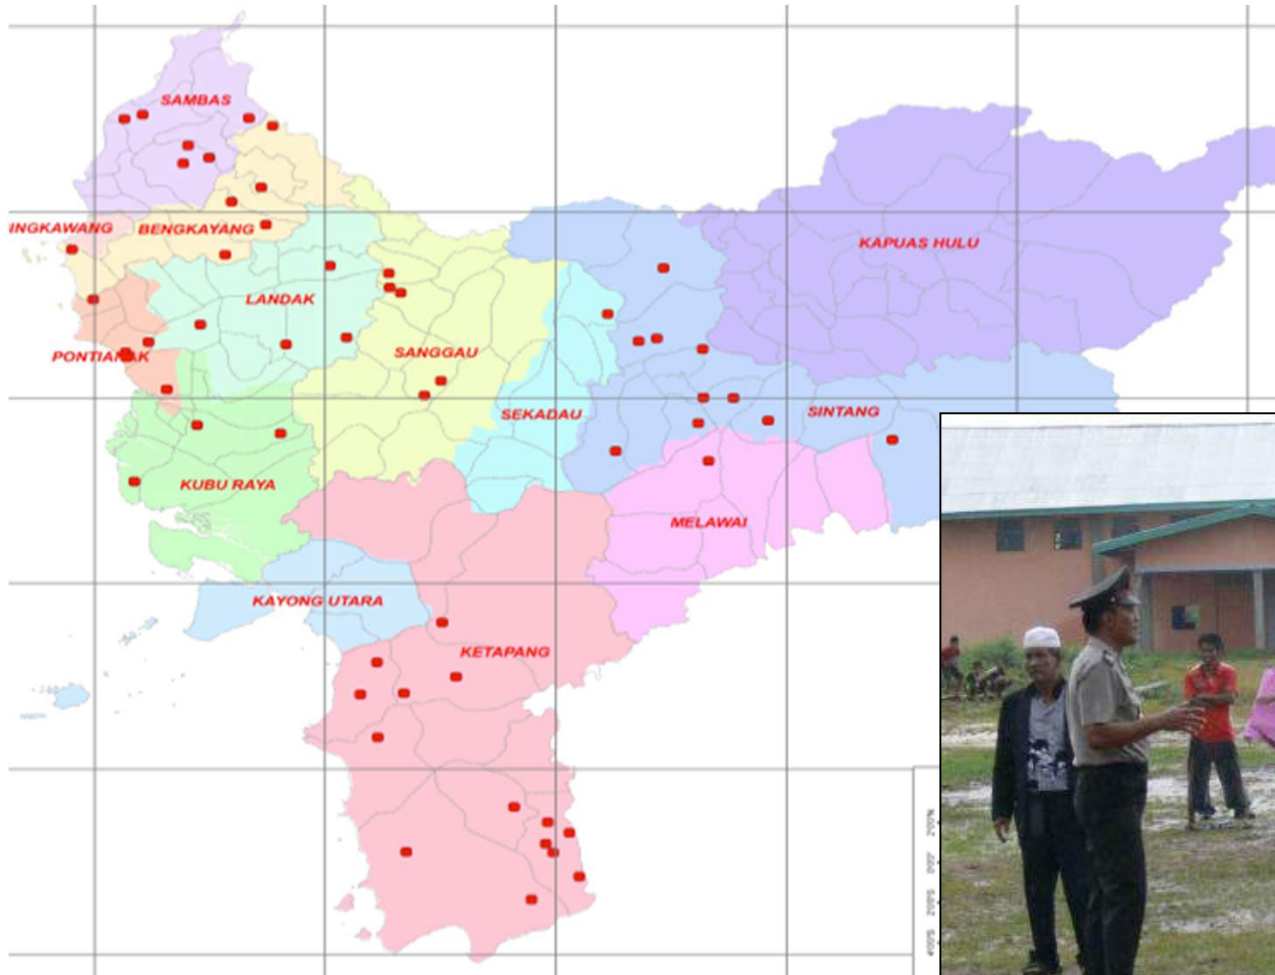 SAMBAS
INGKAWANG
BENGKAYANG
KAPUAS HULU
LANDAK
PONTIANAK
SANGGAU
SEKADAU
SINTANG
KUBU RAYA
MELAWAI
KAYONG UTARA
KETAPANG